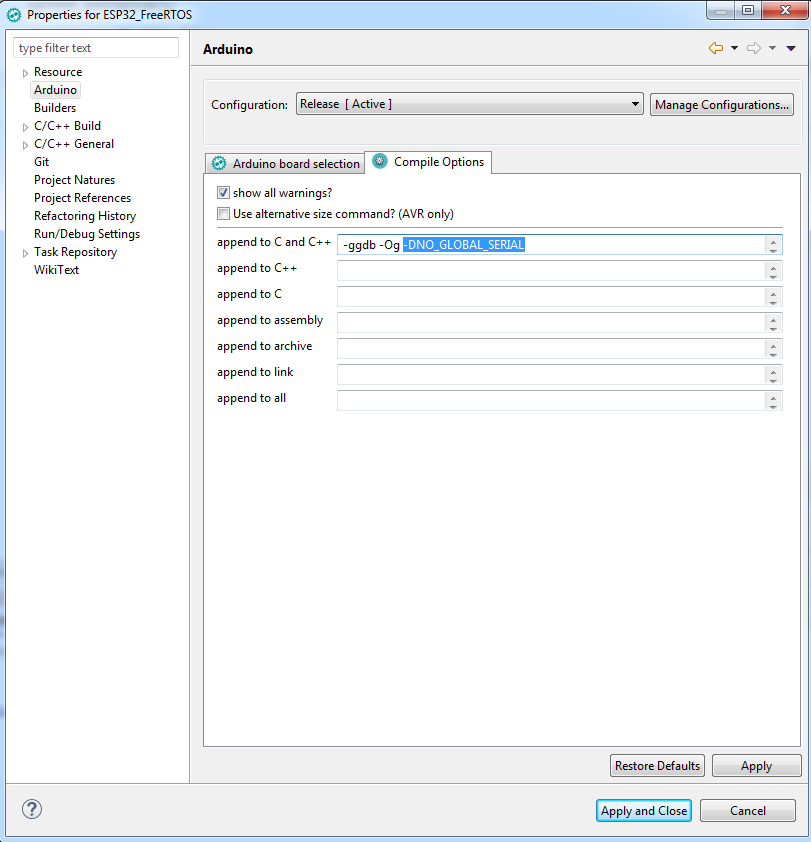 Properties for ESP32_FreeRTOS
type filter text
Resource
Arduino
Builders
C/C++ Build
C/C++ General
Git
Project Natures
Project References
Refactoring History
Run/Debug Settings
Task Repository
WikiText
Arduino
Configuration: Release [ Active ] Manage Configurations...
Arduino board selection Compile Options
show all warnings?
Use alternative size command? (AVR only)
append to C and C++ -ggdb -Og -DNO_GLOBAL_SERIAL
append to C++
append to C
append to assembly
append to archive
append to link
append to all
Restore Defaults Apply
? Apply and Close Cancel